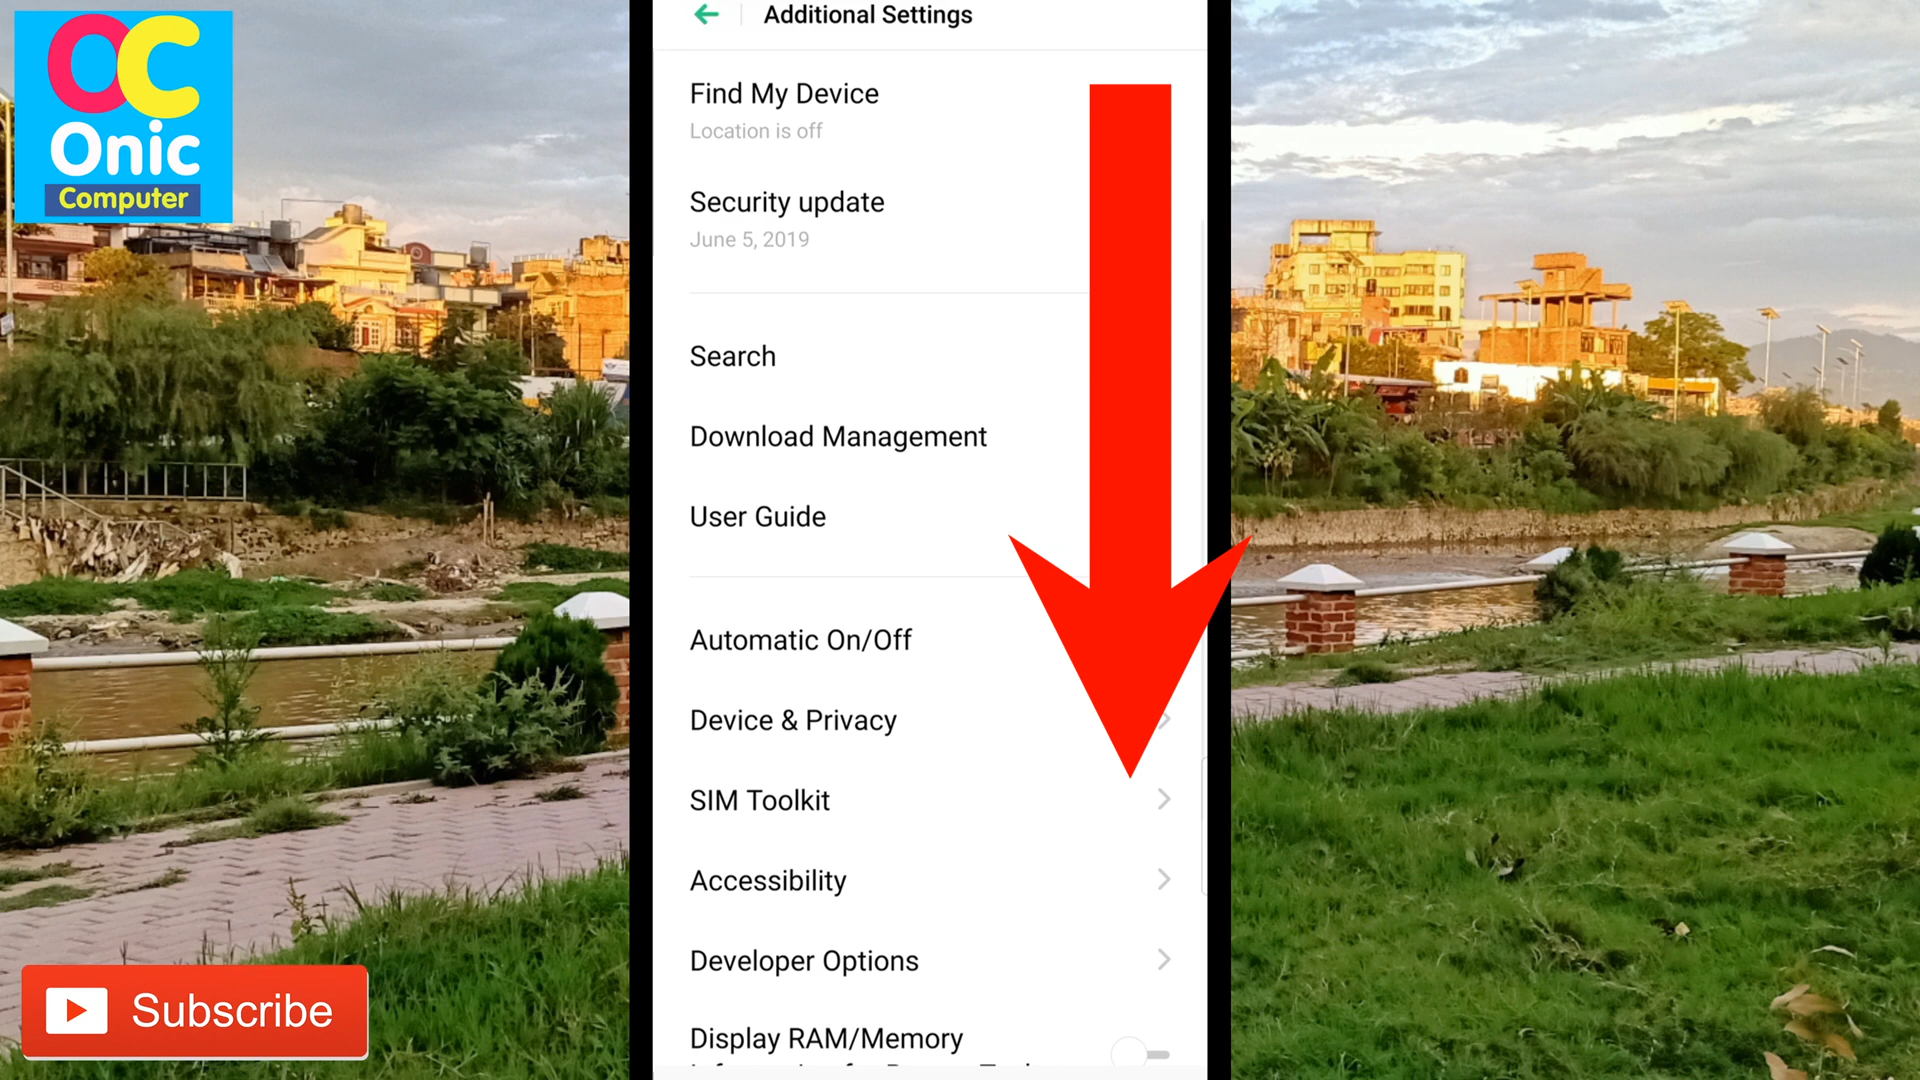 OC
Onic
Computer
Additional Settings
Find My Device
Location is off
Security update
June 5, 2019
Search
Download Management
User Guide
Automatic On/Off
Device & Privacy
SIM Toolkit
Accessibility
Developer Options
Display RAM/Memory
Subscribe